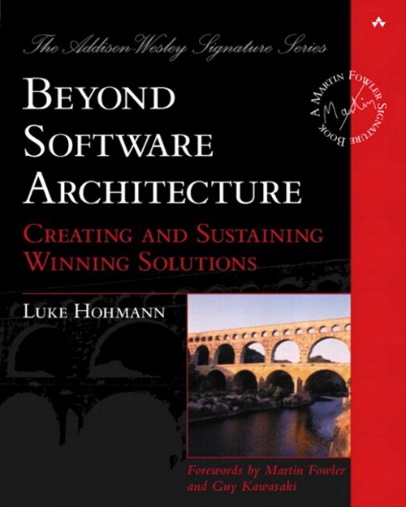 The Addison-Wesley Signature Series
BEYOND
SOFTWARE
ARCHITECTURE
CREATING AND SUSTAINING
WINNING SOLUTIONS
LUKE HOHMANN
A MARTIN FOWLER SIGNATURE BOOK
Martin
Forewords by Martin Fowler
and Guy Kawasaki